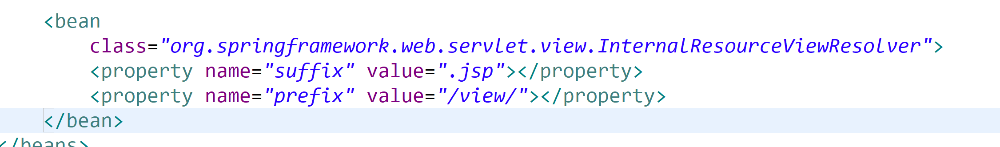 <bean
class="org.springframework.web.servlet.view.InternalResourceViewResolver">
<property name="suffix" value=".jsp"></property>
<property name="prefix" value="/view/"></property>
</bean>
</beans>